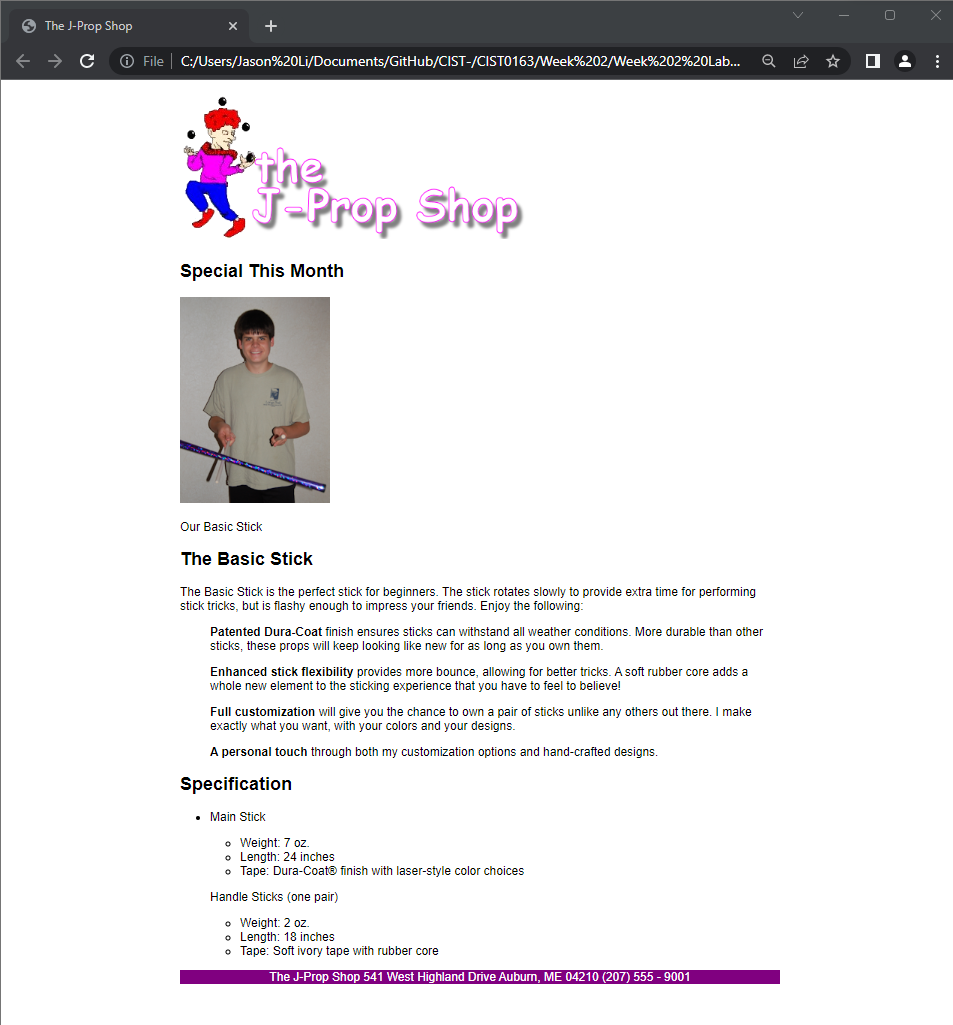 The J-Prop Shop
File
C:/Users/Jason%20Li/Documents/GitHub/CIST-/CIST0163/Week%202/Week%202%20Lab...
the
J-Prop Shop
Special This Month
Our Basic Stick
The Basic Stick
The Basic Stick is the perfect stick for beginners. The stick rotates slowly to provide extra time for performing
stick tricks, but is flashy enough to impress your friends. Enjoy the following:
Patented Dura-Coat finish ensures sticks can withstand all weather conditions. More durable than other
sticks, these props will keep looking like new for as long as you own them.
Enhanced stick flexibility provides more bounce, allowing for better tricks. A soft rubber core adds a
whole new element to the sticking experience that you have to feel to believe!
Full customization will give you the chance to own a pair of sticks unlike any others out there. I make
exactly what you want, with your colors and your designs.
A personal touch through both my customization options and hand-crafted designs.
Specification
Main Stick
Weight: 7 oz.
Length: 24 inches
Tape: Dura-Coat® finish with laser-style color choices
Handle Sticks (one pair)
Weight: 2 oz.
Length: 18 inches
Tape: Soft ivory tape with rubber core
The J-Prop Shop 541 West Highland Drive Auburn, ME 04210 (207) 555 - 9001